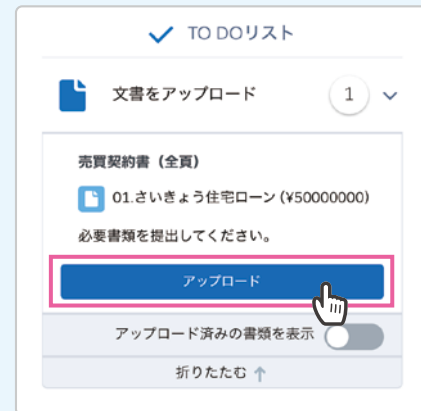 TO DOリスト
文書をアップロード 1
売買契約書（全頁）
01.さいきょう住宅ローン (¥50000000)
必要書類を提出してください。
アップロード
アップロード済みの書類を表示
折りたたむ ↑